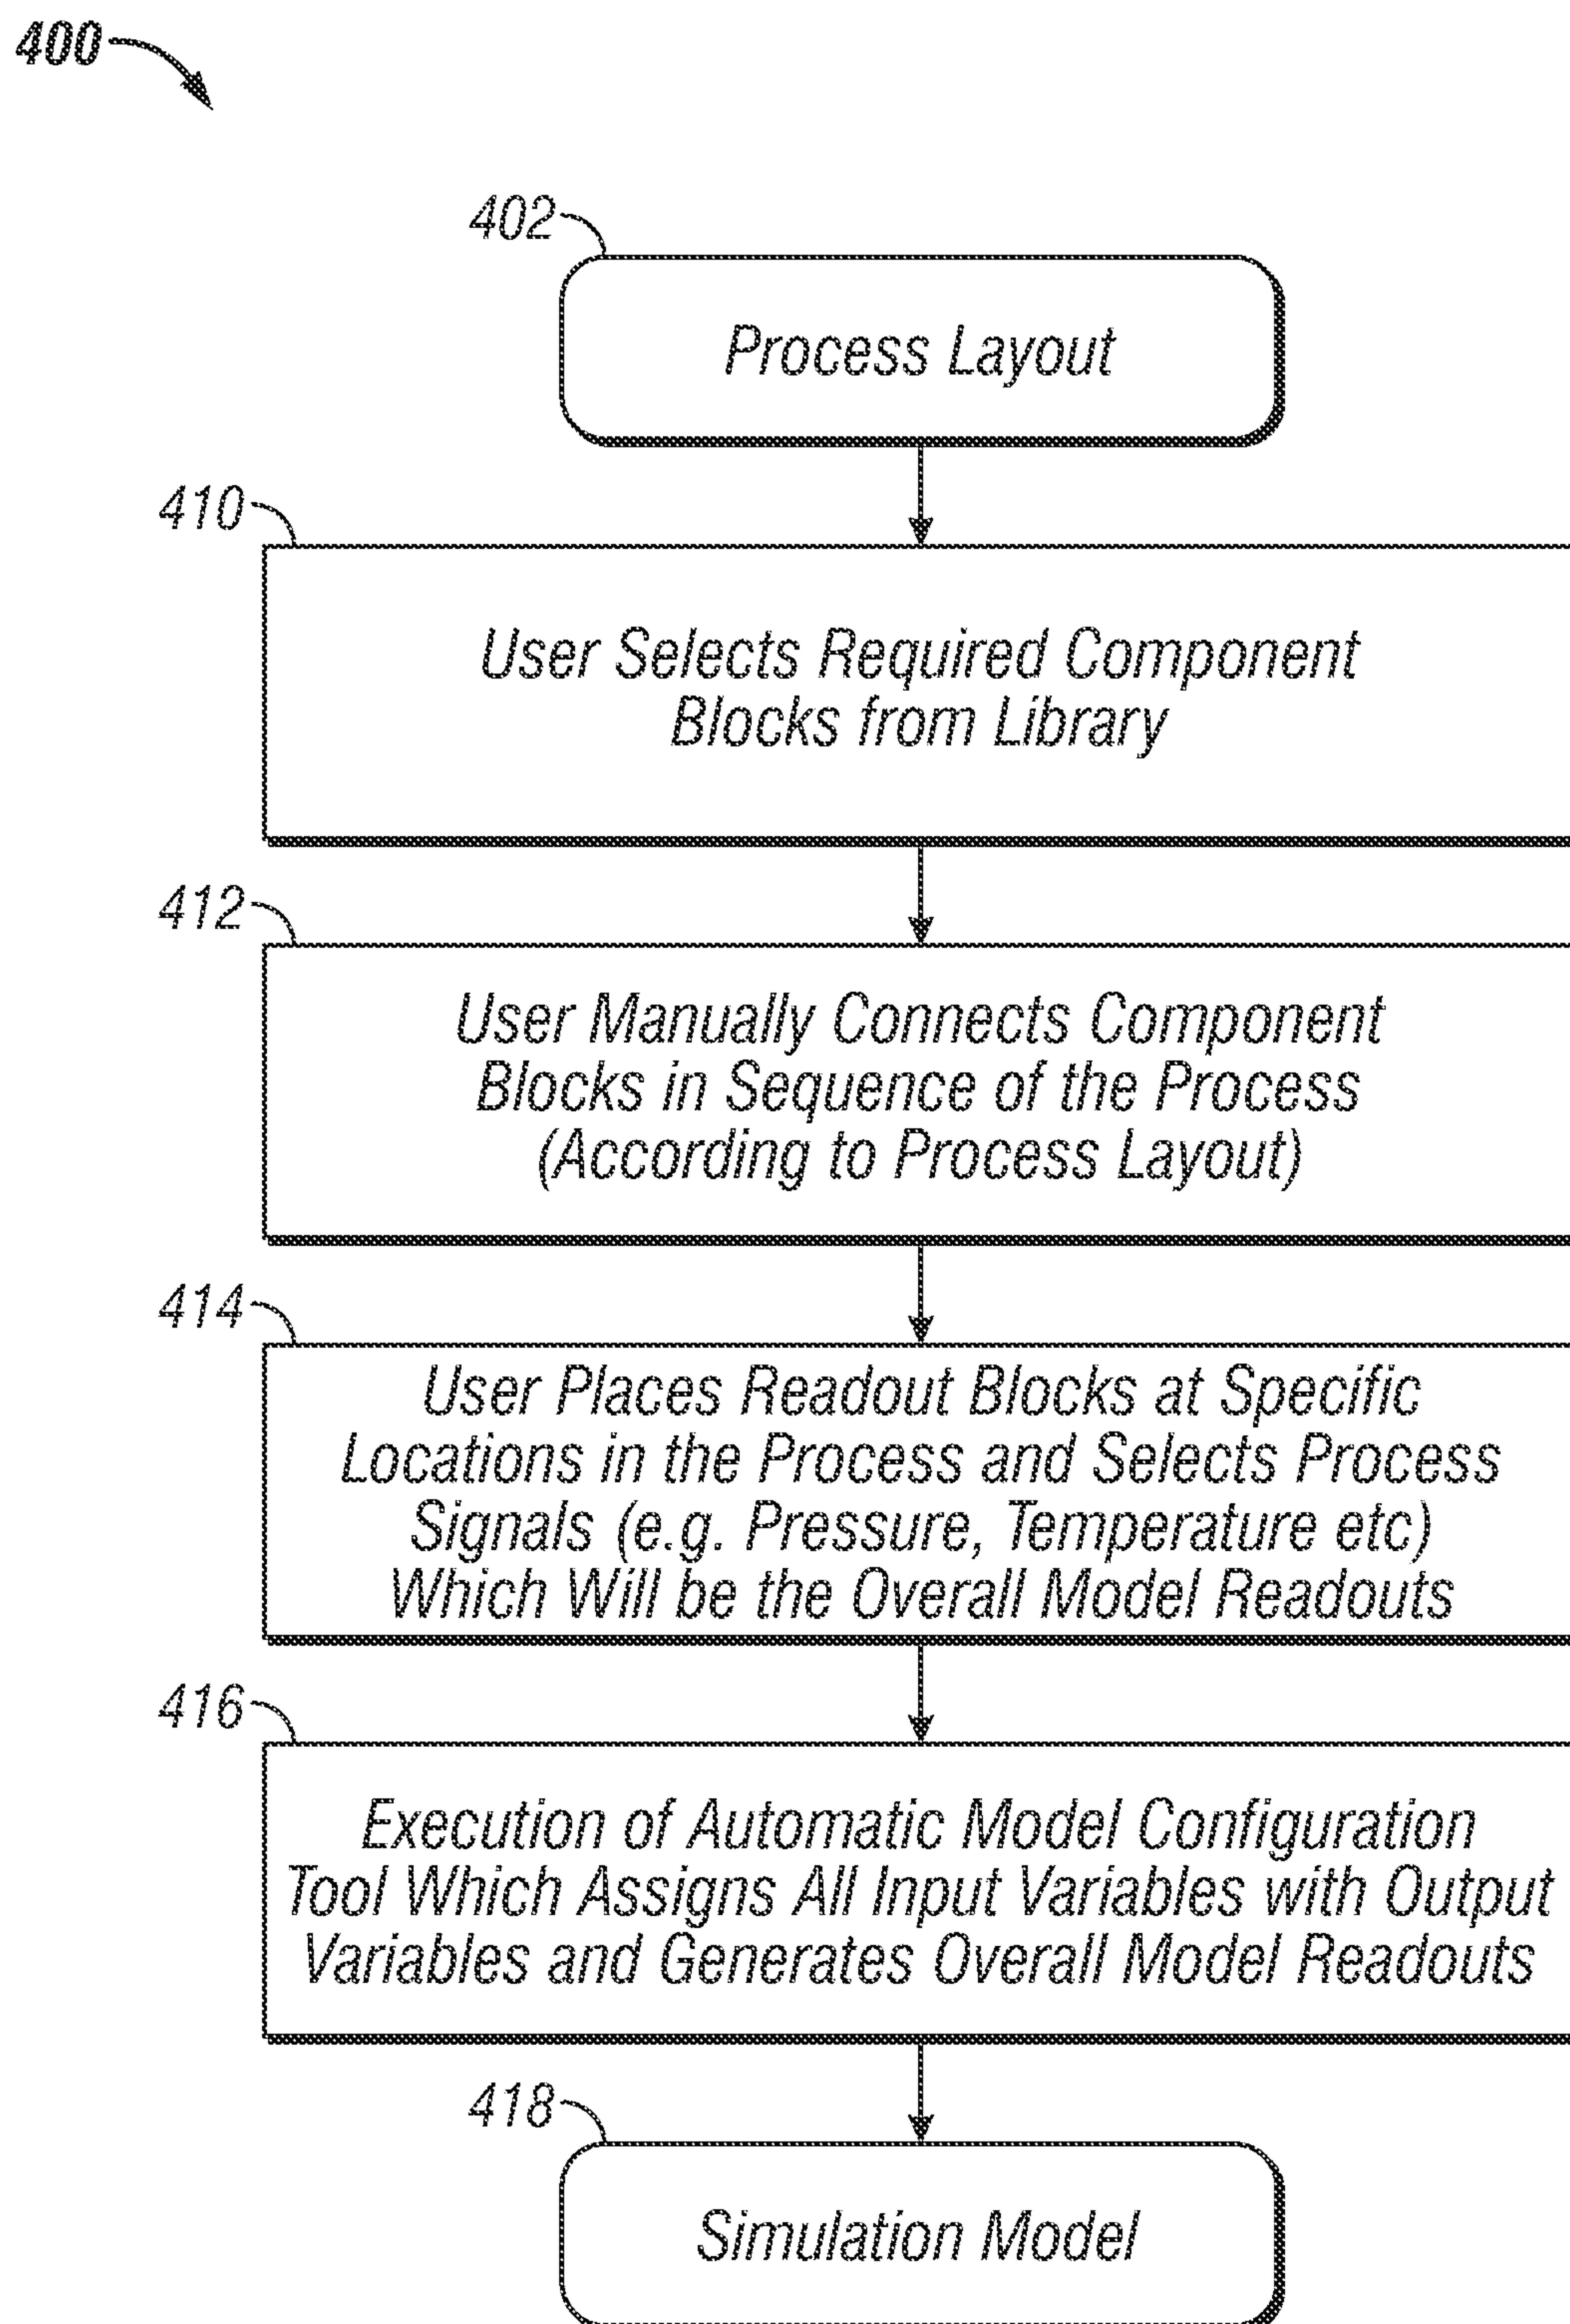 400
402
Process Layout
410
User Selects Required Component
Blocks from Library
412
User Manually Connects Component
Blocks in Sequence of the Process
(According to Process Layout)
414
User Places Readout Blocks at Specific
Locations in the Process and Selects Process
Signals (e.g. Pressure, Temperature etc)
Which Will be the Overall Model Readouts
416
Execution of Automatic Model Configuration
Tool Which Assigns All Input Variables with Output
Variables and Generates Overall Model Readouts
418
Simulation Model